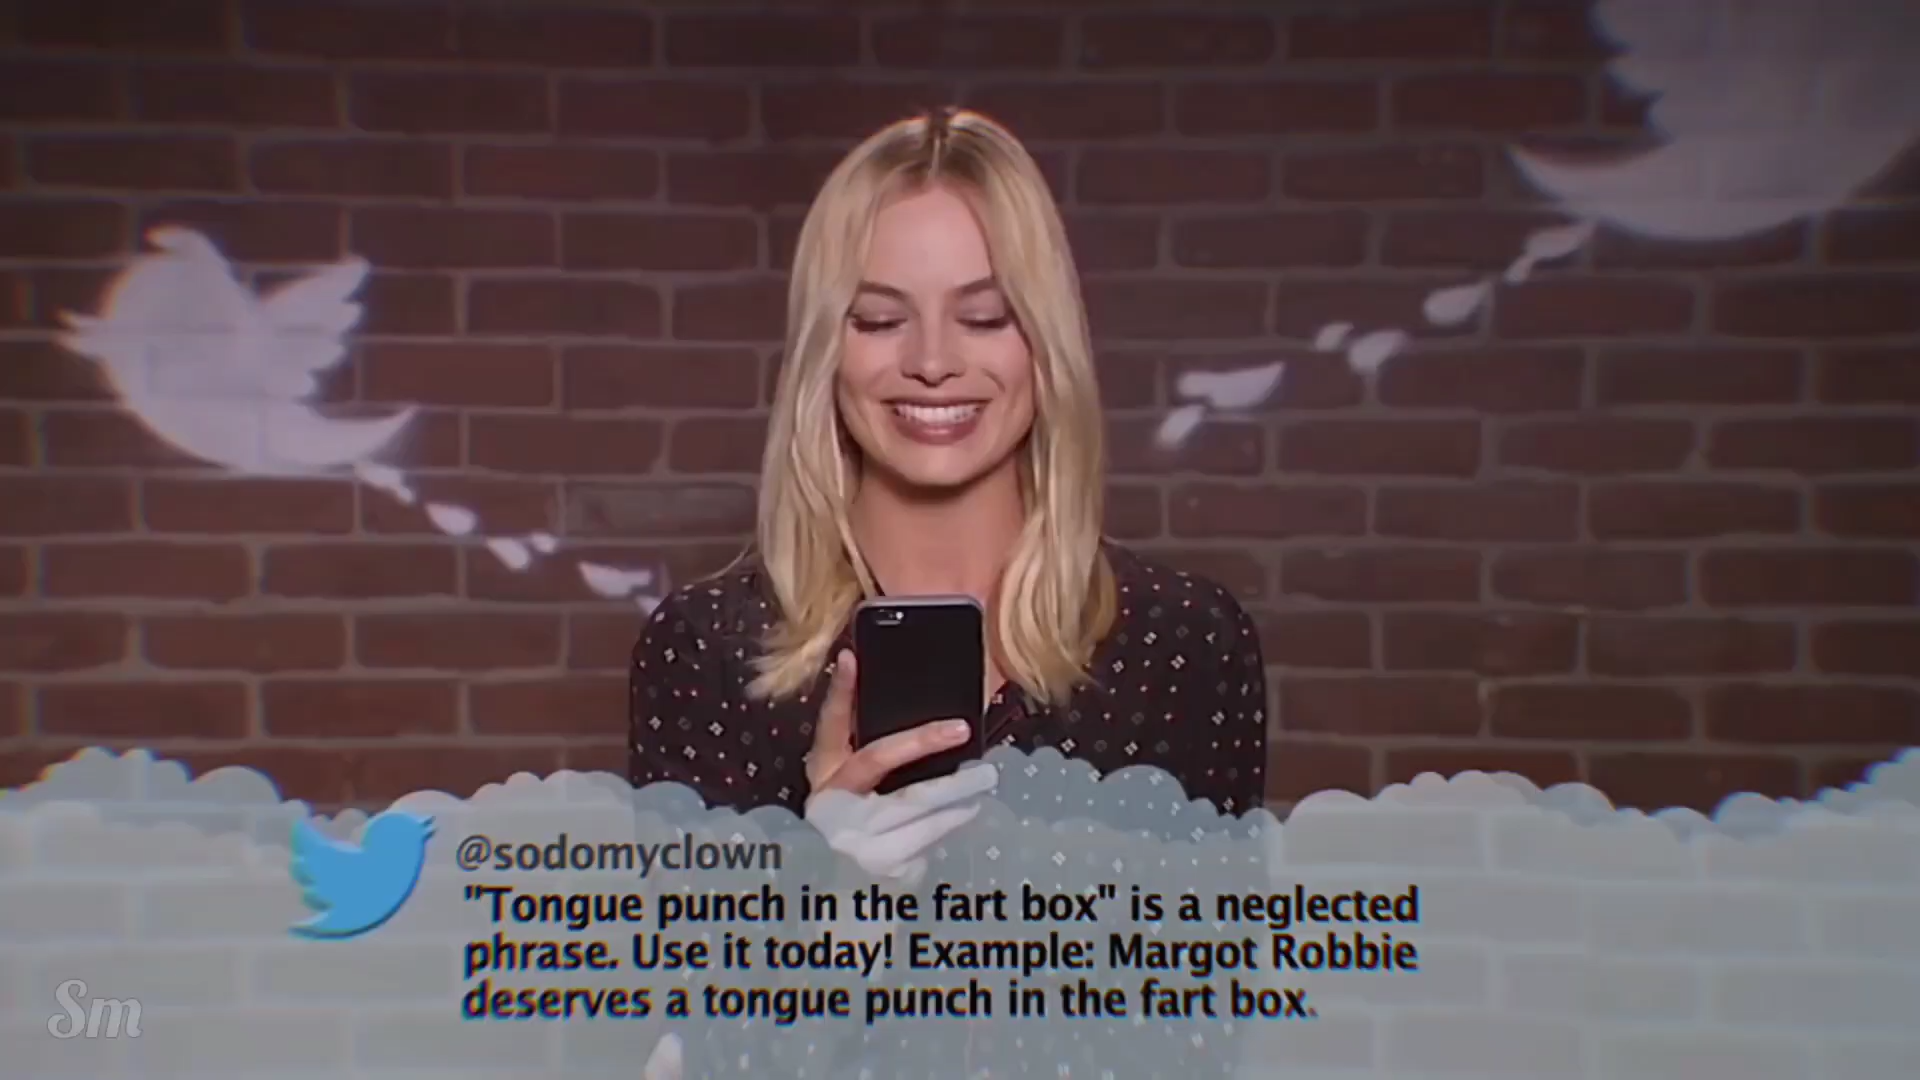 @sodomyclown
"Tongue punch in the fart box" is a neglected
phrase. Use it today! Example: Margot Robbie
deserves a tongue punch in the fart box.
Sm